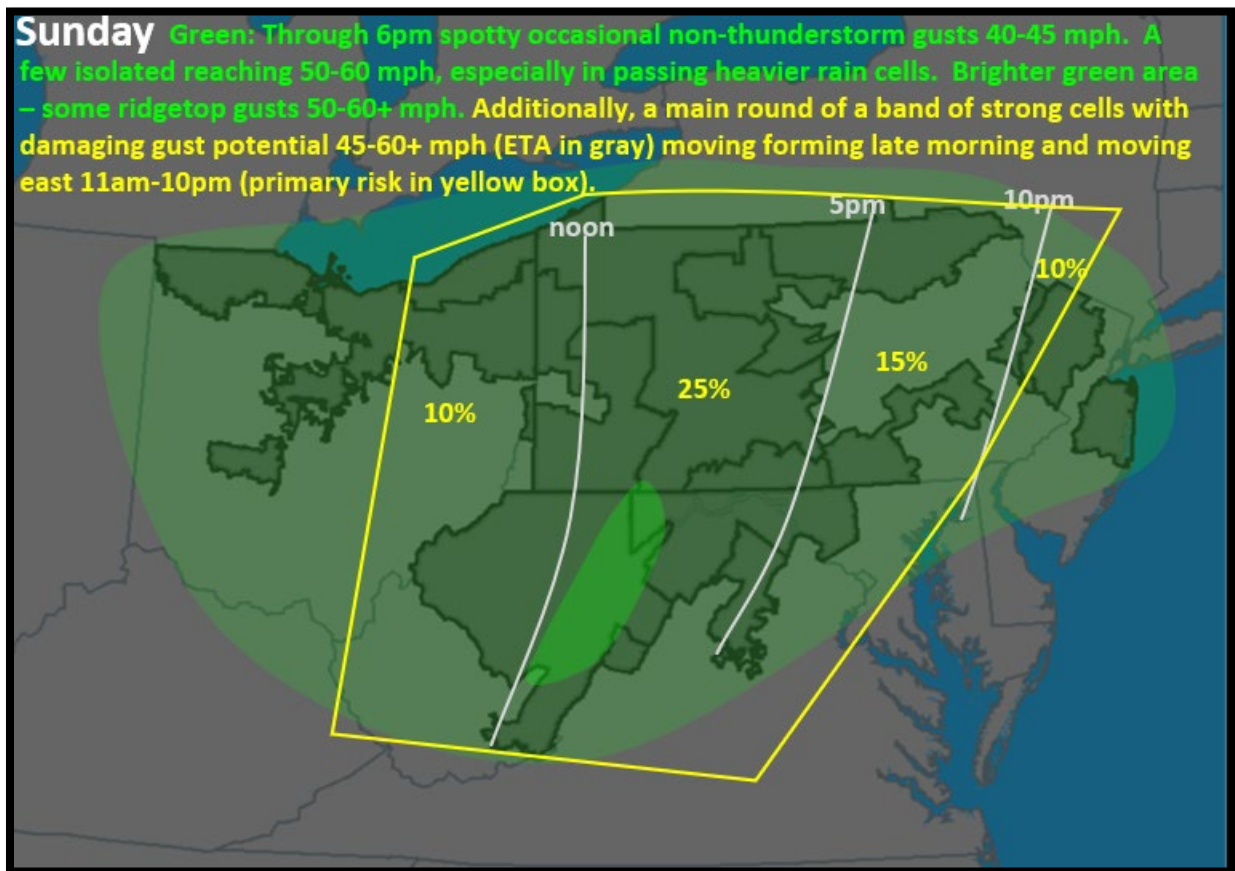 Sunday Green: Through 6pm spotty occasional non-thunderstorm gusts 40-45 mph. A
few isolated reaching 50-60 mph, especially in passing heavier rain cells. Brighter green area
– some ridgetop gusts 50-60+ mph. Additionally, a main round of a band of strong cells with
damaging gust potential 45-60+ mph (ETA in gray) moving forming late morning and moving
east 11am-10pm (primary risk in yellow box).
noon
5pm
10pm
10%
15%
25%
10%